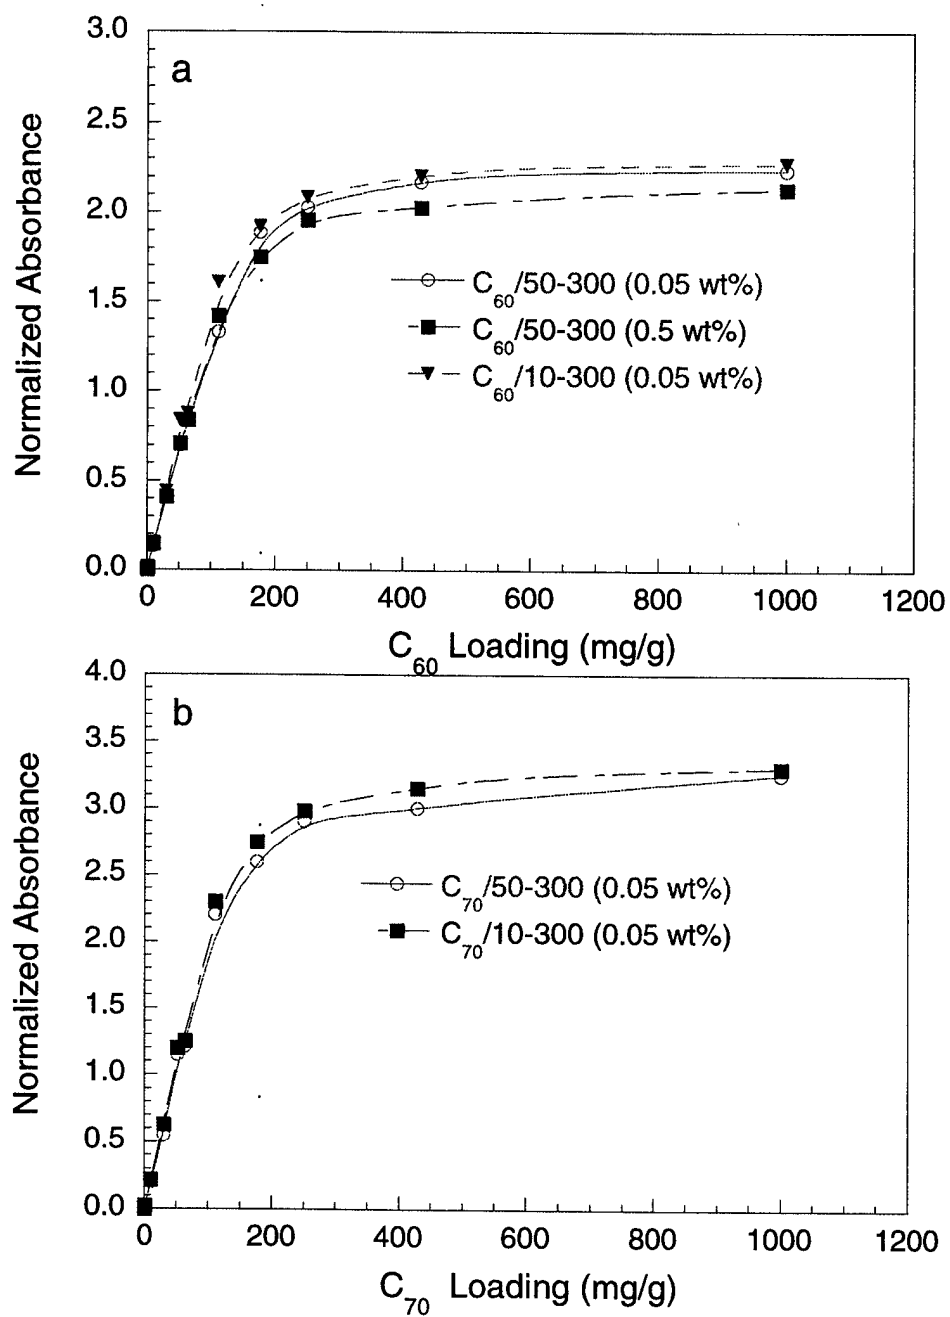 3.0
a
2.5
2.0
1.5
1.0
0.5
0.0
Normalized Absorbance
C60/50-300 (0.05 wt%)
C60/50-300 (0.5 wt%)
C60/10-300 (0.05 wt%)
0 200 400 600 800 1000 1200
C60 Loading (mg/g)
4.0
b
3.5
3.0
2.5
2.0
1.5
1.0
0.5
0.0
Normalized Absorbance
C70/50-300 (0.05 wt%)
C70/10-300 (0.05 wt%)
0 200 400 600 800 1000 1200
C70 Loading (mg/g)